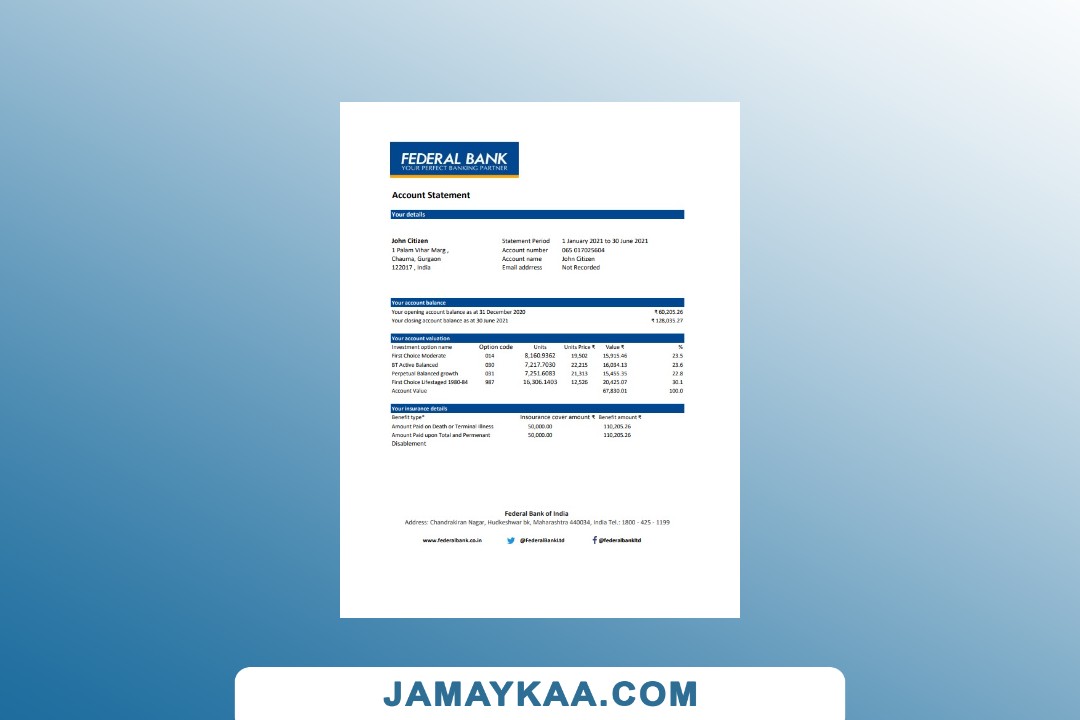 FEDERAL BANK
YOUR PERFECT BANKING PARTNER
Account Statement
Your details
John Citizen Statement Period 1 January 2021 to 30 June 2021
1 Palam Vihar Marg , Account number 065 017025604
Chauma, Gurgaon Account name John Citizen
122017 , India Email addrress Not Recorded
Your account balance
Your opening account balance as at 31 December 2020 ₹ 60,205.26
Your closing account balance as at 30 June 2021 ₹ 128,035.27
Your account valuation
Investment option name Option code Units Units Price ₹ Value ₹ %
First Choice Moderate 014 8,160.9362 19,502 15,915.46 23.5
BT Active Balanced 030 7,217.7030 22,215 16,034.13 23.6
Perpetual Balanced growth 031 7,251.6083 21,313 15,455.35 22.8
First Choice Lifestaged 1980-84 987 16,306.1403 12,526 20,425.07 30.1
Account Value 67,830.01 100.0
Your insurance details
Benefit type* Inssurance cover amount ₹ Benefit amount ₹
Amount Paid on Death or Terminal Illness 50,000.00 110,205.26
Amount Paid upon Total and Permenant 50,000.00 110,205.26
Disablement
Federal Bank of India
Address: Chandrakiran Nagar, Hudkeshwar bk, Maharashtra 440034, India Tel.: 1800 - 425 - 1199
www.federalbank.co.in @FederalBankLtd @federalbankltd
JAMAYKAA.COM